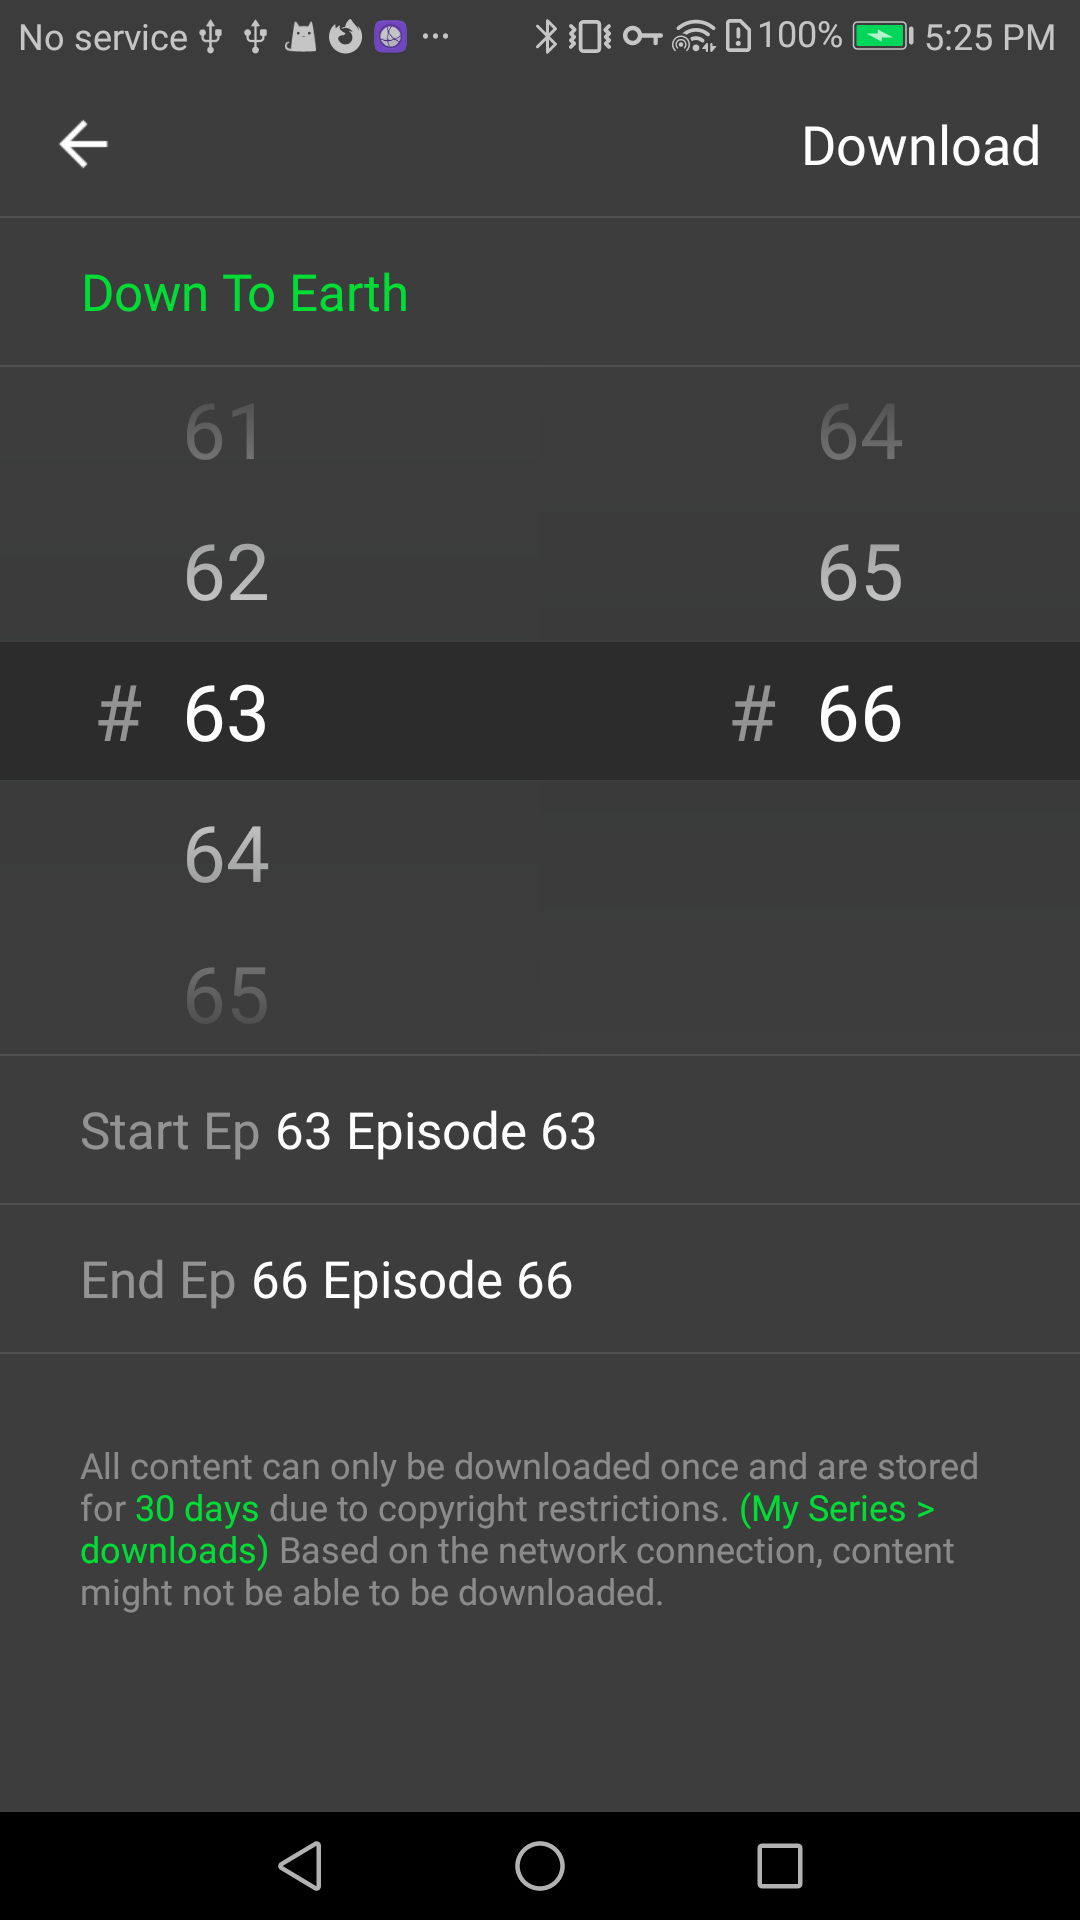 No service 100% 5:25 PM
Download
Down To Earth
61 64
62 65
# 63 # 66
64
65
Start Ep 63 Episode 63
End Ep 66 Episode 66
All content can only be downloaded once and are stored
for 30 days due to copyright restrictions. (My Series >
downloads) Based on the network connection, content
might not be able to be downloaded.